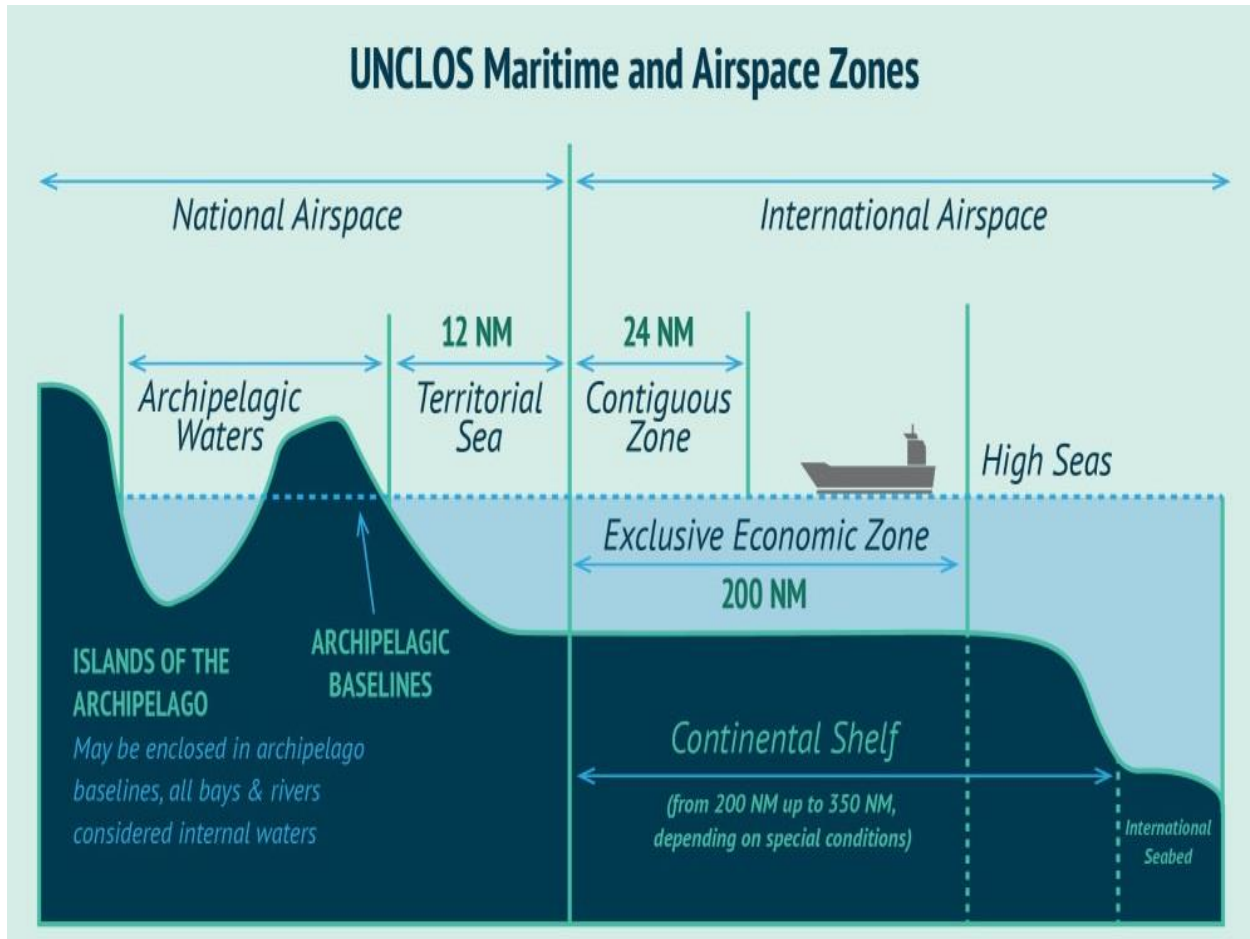 UNCLOS Maritime and Airspace Zones
National Airspace
International Airspace
12 NM
24 NM
Archipelagic
Waters
Territorial
Sea
Contiguous
Zone
High Seas
Exclusive Economic Zone
200 NM
ARCHIPELAGIC
BASELINES
ISLANDS OF THE
ARCHIPELAGO
May be enclosed in archipelago
baselines, all bays & rivers
considered internal waters
Continental Shelf
(from 200 NM up to 350 NM,
depending on special conditions)
International
Seabed